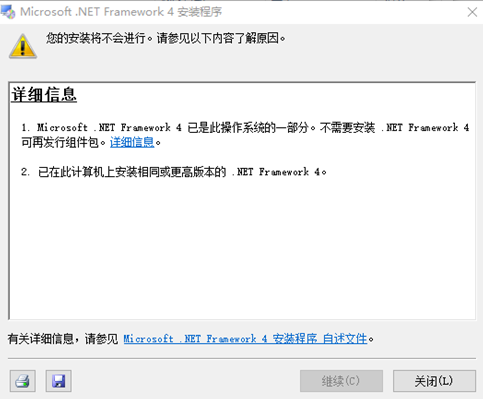 Microsoft .NET Framework 4 安装程序
您的安装将不会进行。请参见以下内容了解原因。
详细信息
1. Microsoft .NET Framework 4 已是此操作系统的一部分。不需要安装 .NET Framework 4
可再发行组件包。详细信息。
2. 已在此计算机上安装相同或更高版本的 .NET Framework 4。
有关详细信息，请参见 Microsoft .NET Framework 4 安装程序 自述文件。
继续(C)
关闭(L)